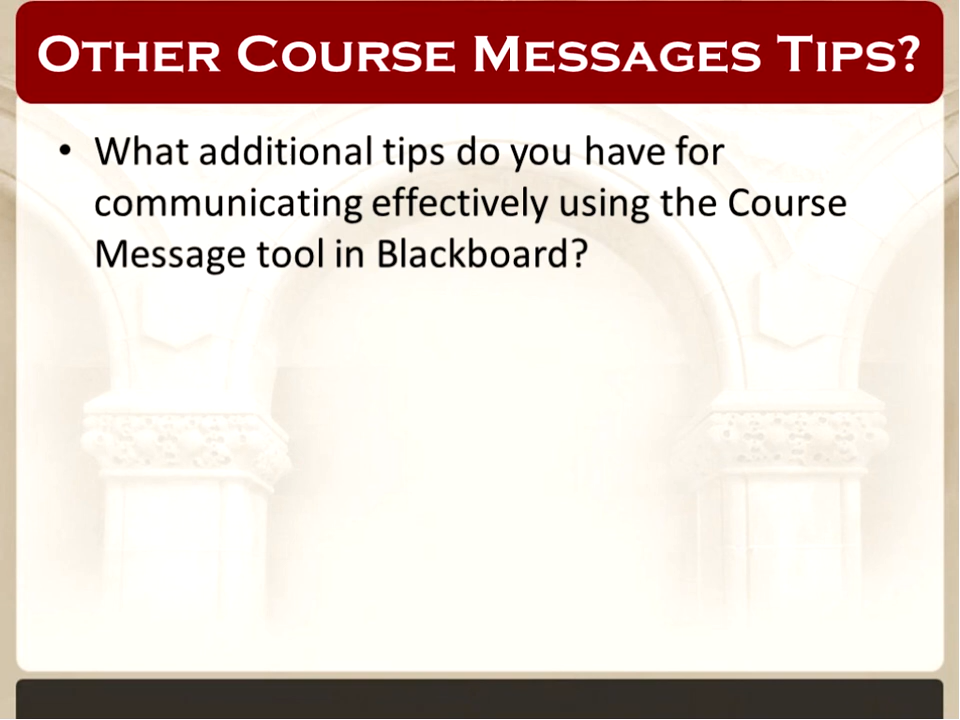 Other Course Messages Tips?
• What additional tips do you have for
communicating effectively using the Course
Message tool in Blackboard?